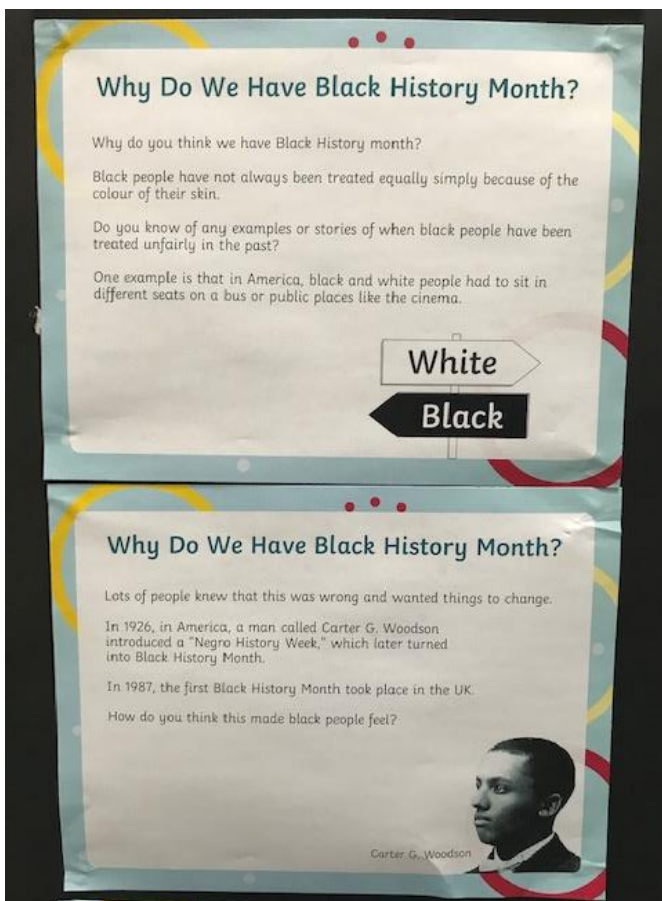 Why Do We Have Black History Month?
Why do you think we have Black History month?
Black people have not always been treated equally simply because of the
colour of their skin.
Do you know of any examples or stories of when black people have been
treated unfairly in the past?
One example is that in America, black and white people had to sit in
different seats on a bus or public places like the cinema.
White
Black
Why Do We Have Black History Month?
Lots of people knew that this was wrong and wanted things to change.
In 1926, in America, a man called Carter G. Woodson
introduced a “Negro History Week,” which later turned
into Black History Month.
In 1987, the first Black History Month took place in the UK.
How do you think this made black people feel?
Carter G. Woodson